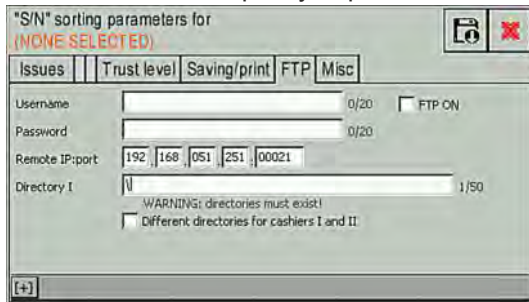 "S/N" sorting parameters for
(NONE SELECTED)
Issues Trust level Saving/print FTP Misc
Username 0/20 FTP ON
Password 0/20
Remote IP:port 192 .168 .051 .251 .00021
Directory I \ 1/50
WARNING: directories must exist!
Different directories for cashiers I and II
[+]